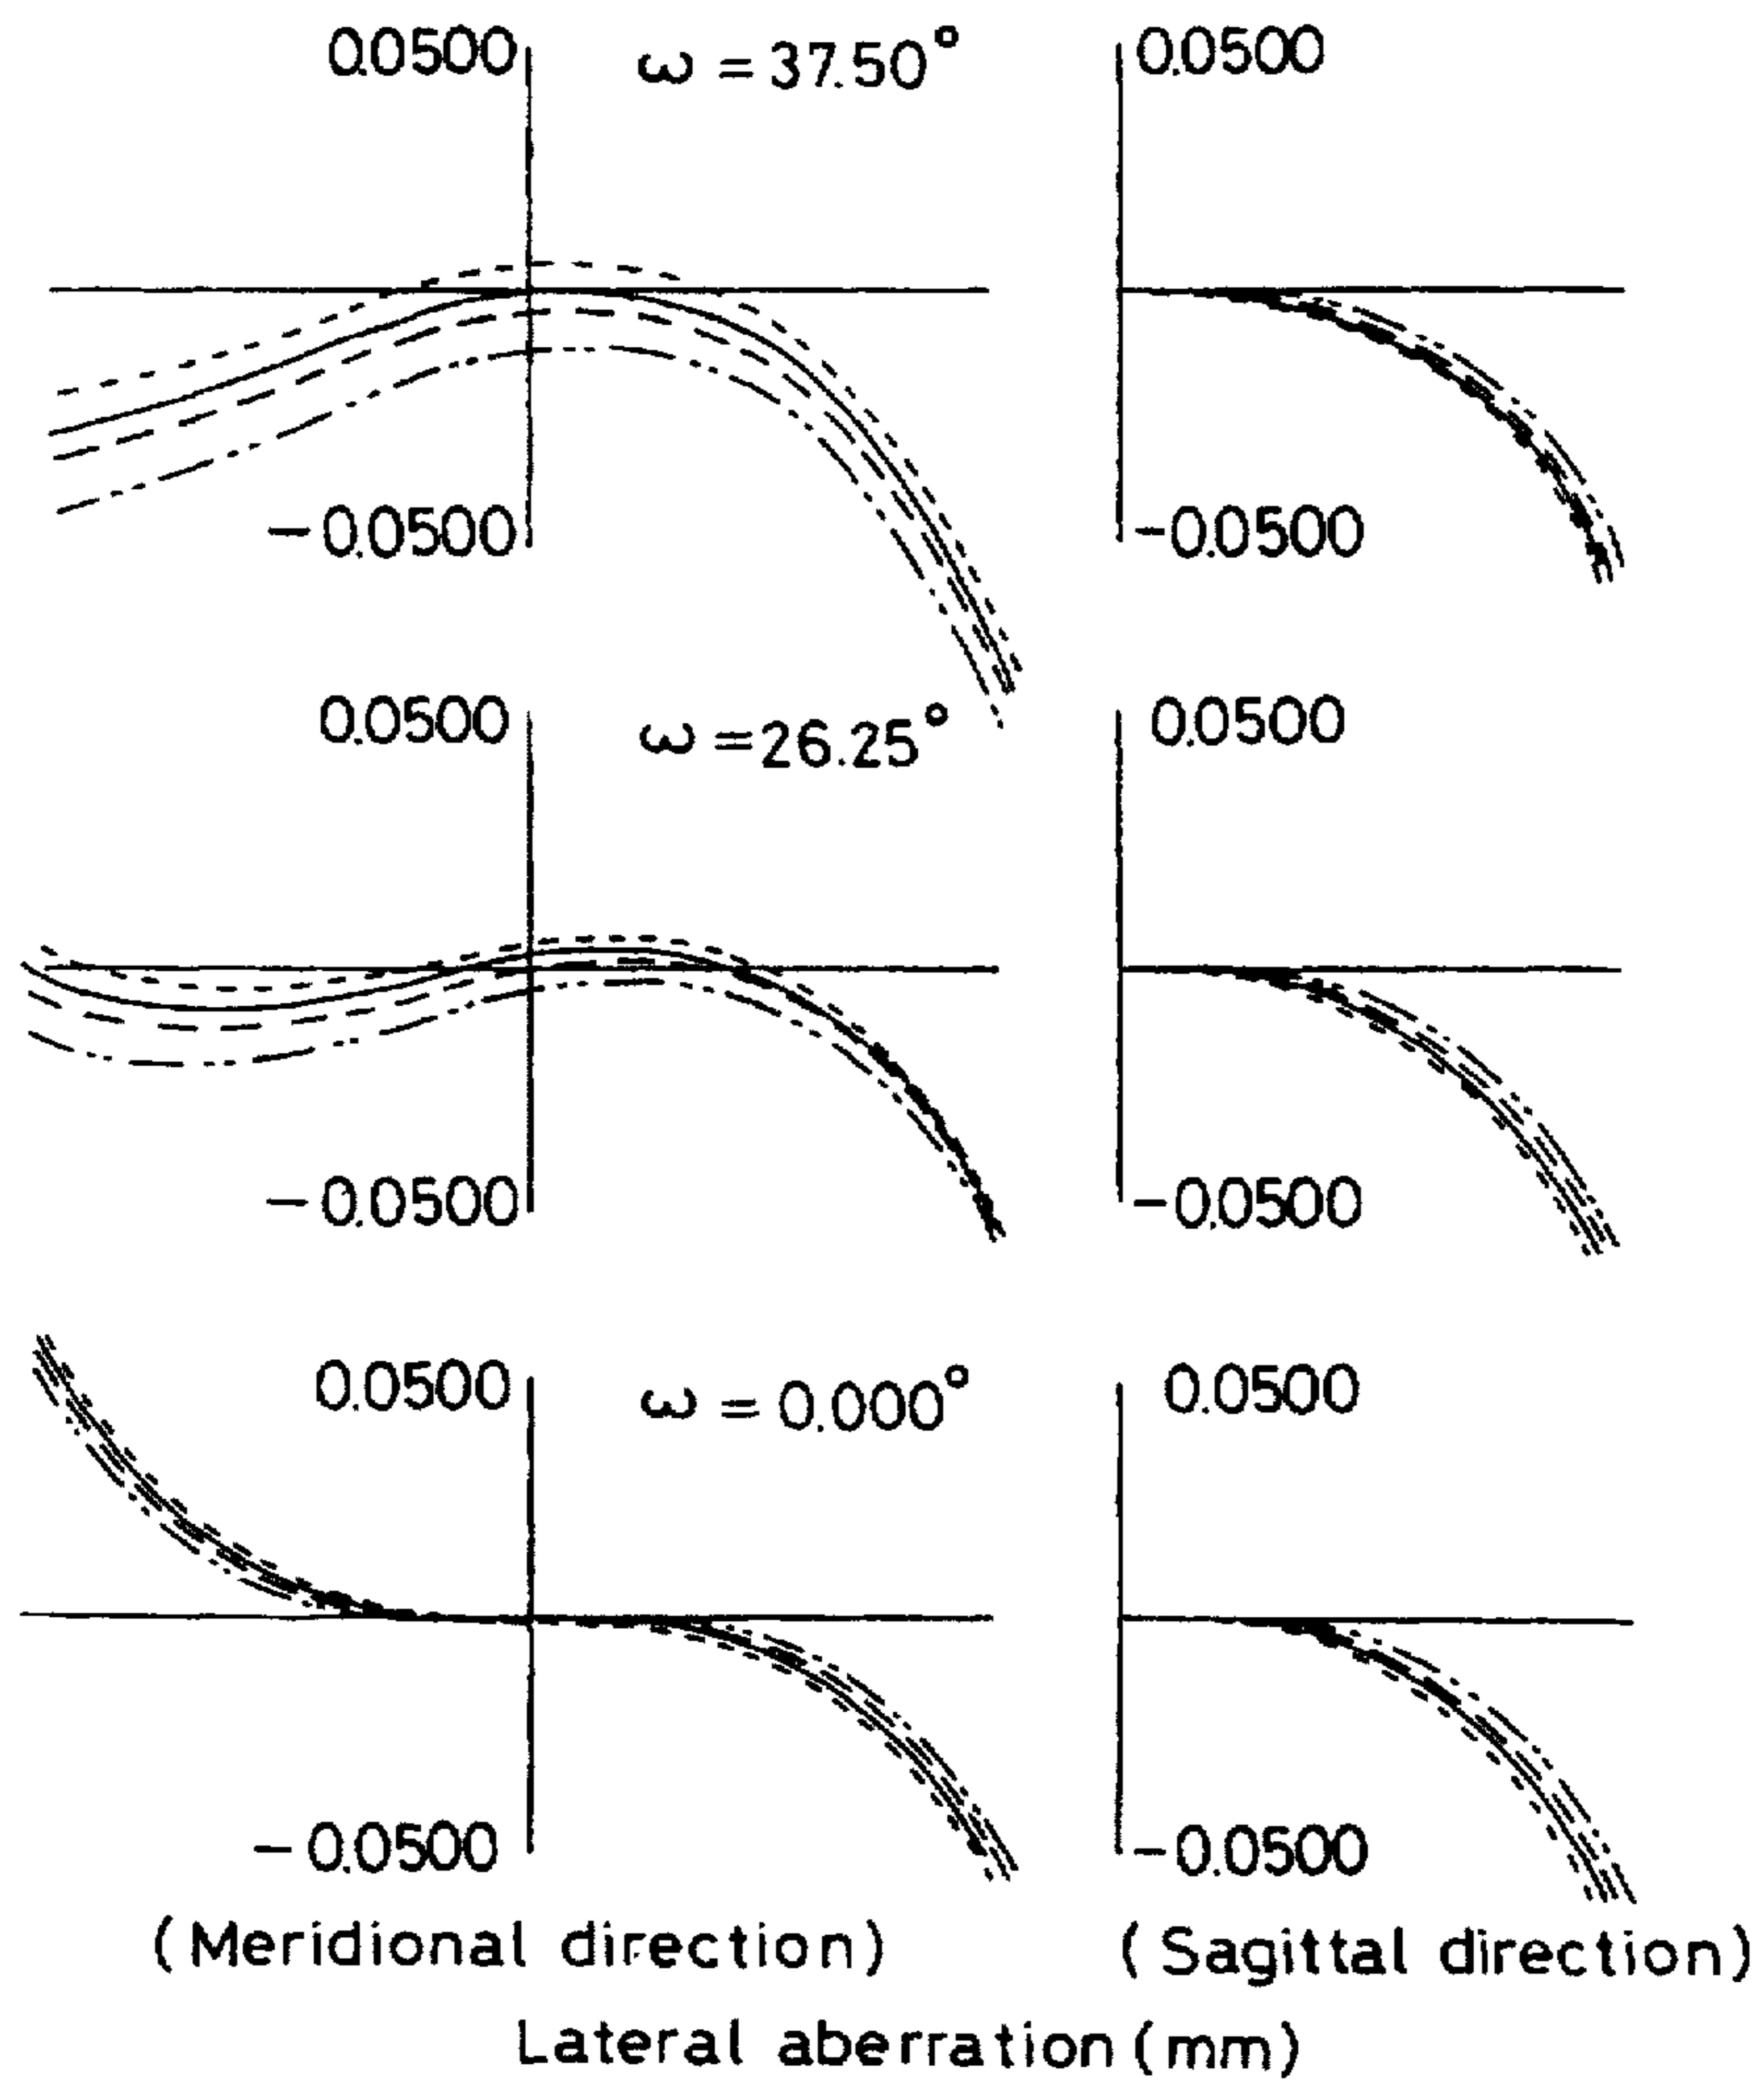 0.0500 ω = 37.50° 0.0500
-0.0500 -0.0500
0.0500 ω = 26.25° 0.0500
-0.0500 -0.0500
0.0500 ω = 0.000° 0.0500
-0.0500 -0.0500
(Meridional direction) (Sagittal direction)
Lateral aberration (mm)